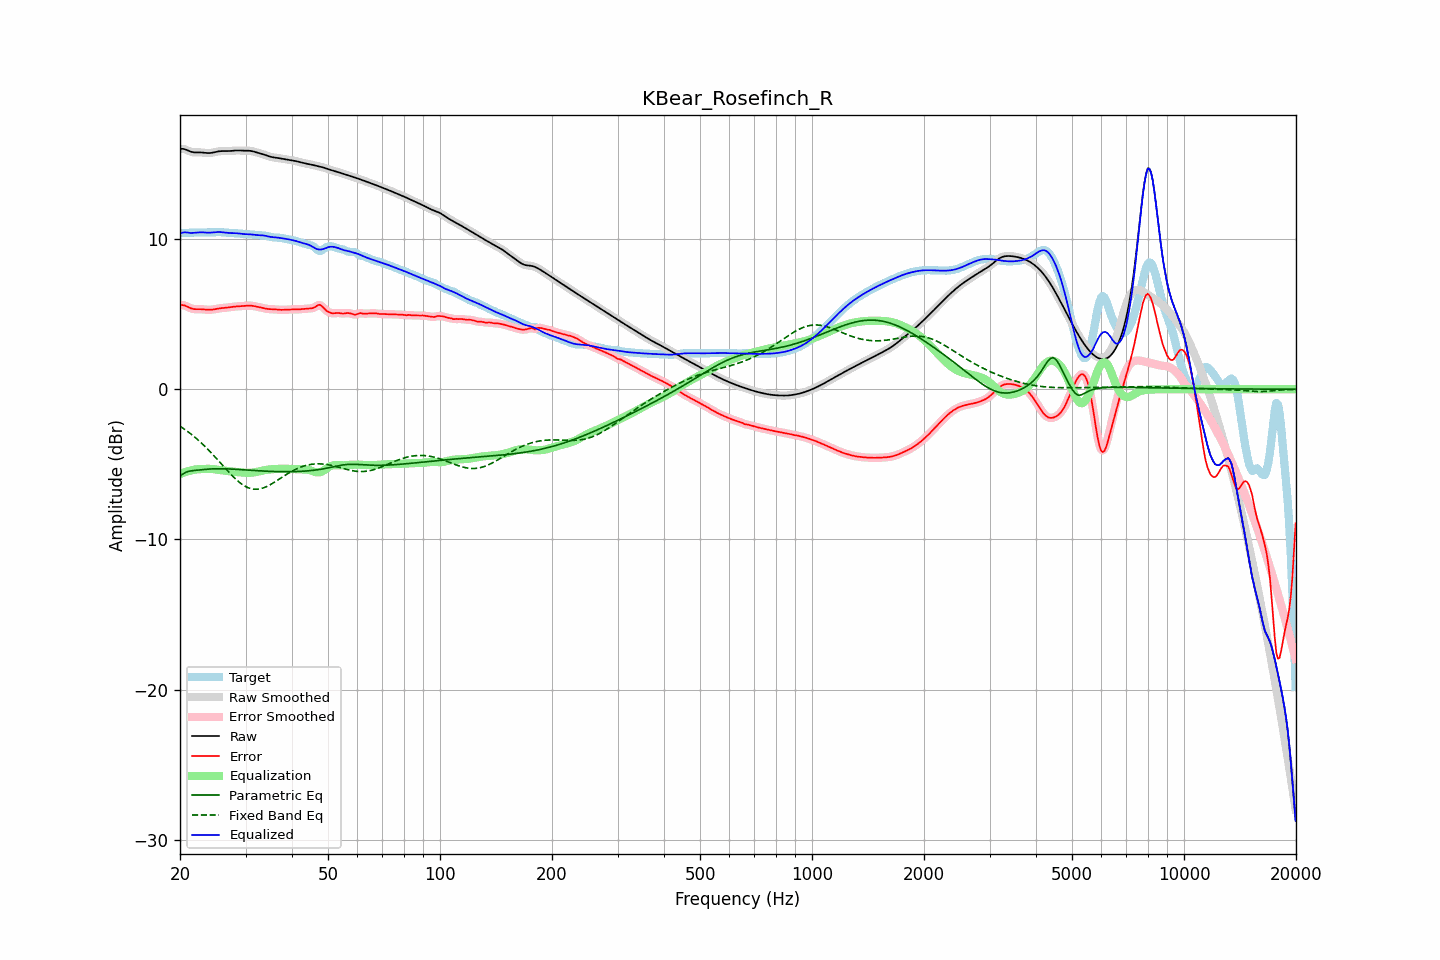 KBear_Rosefinch_R
Amplitude (dBr)
10
0
−10
−20
−30
Target
Raw Smoothed
Error Smoothed
Raw
Error
Equalization
Parametric Eq
Fixed Band Eq
Equalized
20 50 100 200 500 1000 2000 5000 10000 20000
Frequency (Hz)